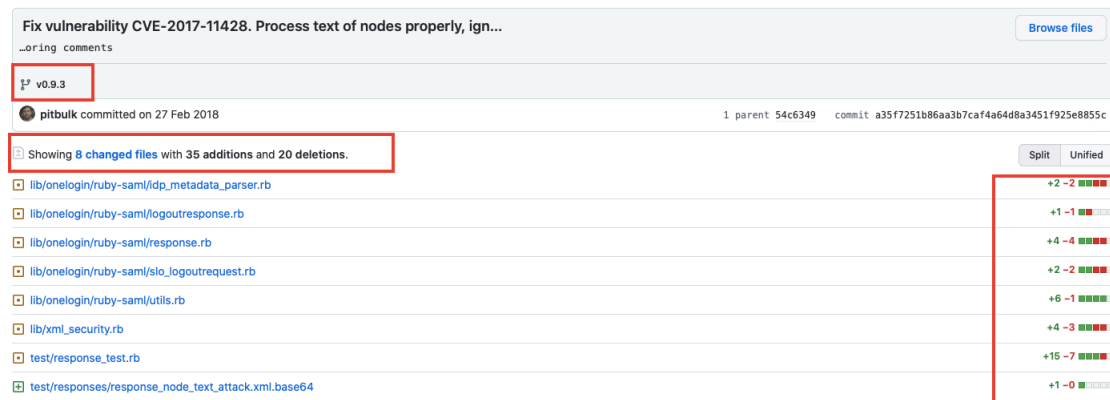 Fix vulnerability CVE-2017-11428. Process text of nodes properly, ign...
Browse files
…oring comments
v0.9.3
pitbulk committed on 27 Feb 2018
1 parent 54c6349 commit a35f7251b86aa3b7caf4a64d8a3451f925e8855c
Showing 8 changed files with 35 additions and 20 deletions.
Split Unified
lib/onelogin/ruby-saml/idp_metadata_parser.rb +2 −2
lib/onelogin/ruby-saml/logoutresponse.rb +1 −1
lib/onelogin/ruby-saml/response.rb +4 −4
lib/onelogin/ruby-saml/slo_logoutrequest.rb +2 −2
lib/onelogin/ruby-saml/utils.rb +6 −1
lib/xml_security.rb +4 −3
test/response_test.rb +15 −7
test/responses/response_node_text_attack.xml.base64 +1 −0